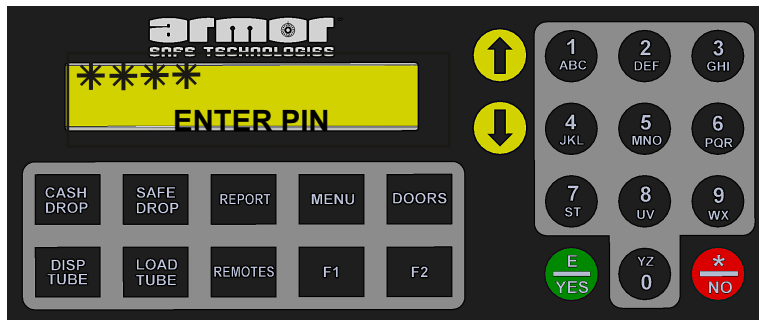 armor
SAFE TECHNOLOGIES
****
ENTER PIN
CASH DROP
SAFE DROP
REPORT
MENU
DOORS
DISP TUBE
LOAD TUBE
REMOTES
F1
F2
1
ABC
2
DEF
3
GHI
4
JKL
5
MNO
6
PQR
7
ST
8
UV
9
WX
E
YES
YZ
0
*
NO